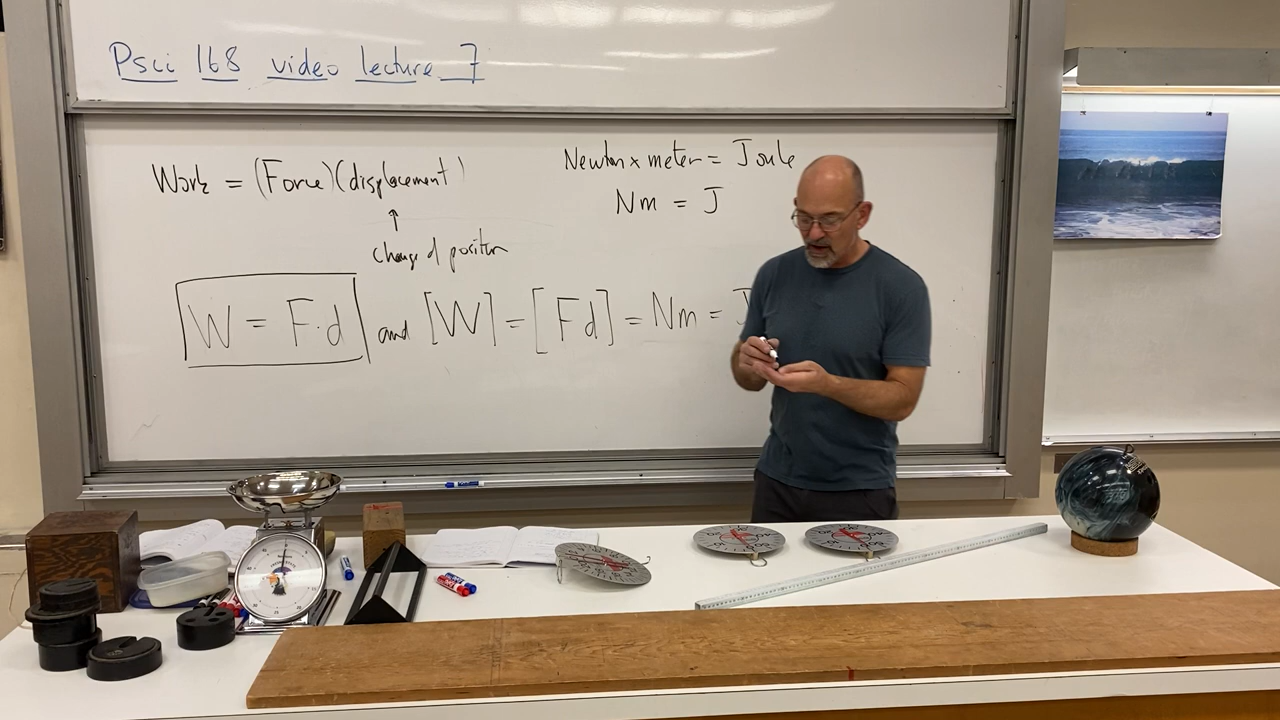 Psci 168 video lecture 7
Work = (Force)(displacement)
↑
change of position
Newton x meter = Joule
Nm = J
W = F·d and [W] = [Fd] = Nm = J